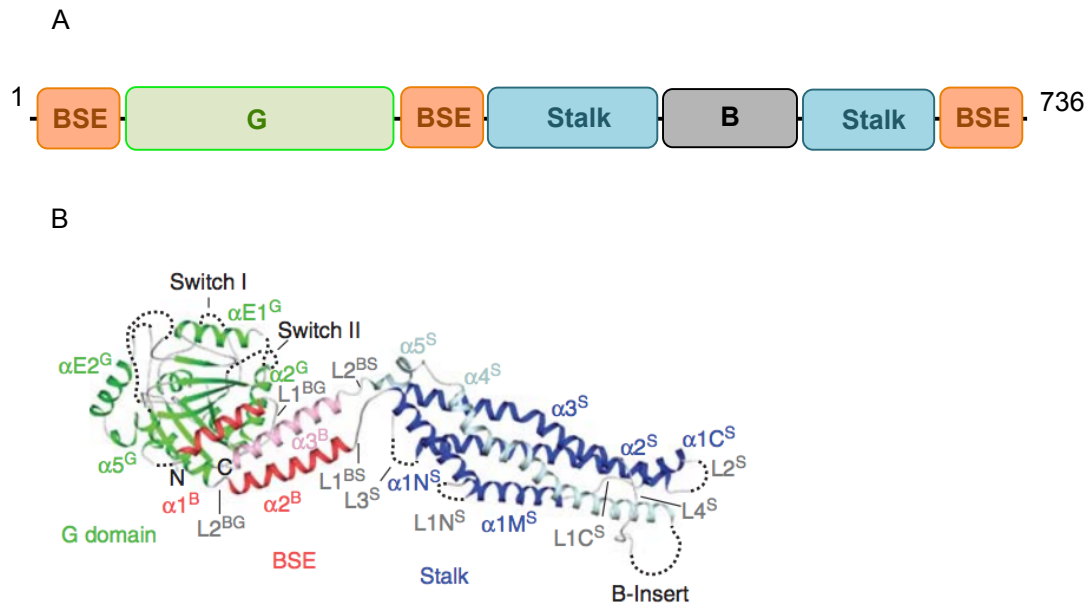 A
1 BSE G BSE Stalk B Stalk BSE 736
B
Switch I
αE1ᴳ
Switch II
αE2ᴳ
α2ᴳ
L1ᴮᴳ
L2ᴮˢ
α5ˢ
α4ˢ
α3ˢ
α2ˢ
α1Cˢ
L2ˢ
α3ᴮ
α5ᴳ
N
C
α1ᴮ
L2ᴮᴳ
α2ᴮ
L1ᴮˢ
L3ˢ
α1Nˢ
L1Nˢ
α1Mˢ
L1Cˢ
L4ˢ
G domain
BSE
Stalk
B-Insert